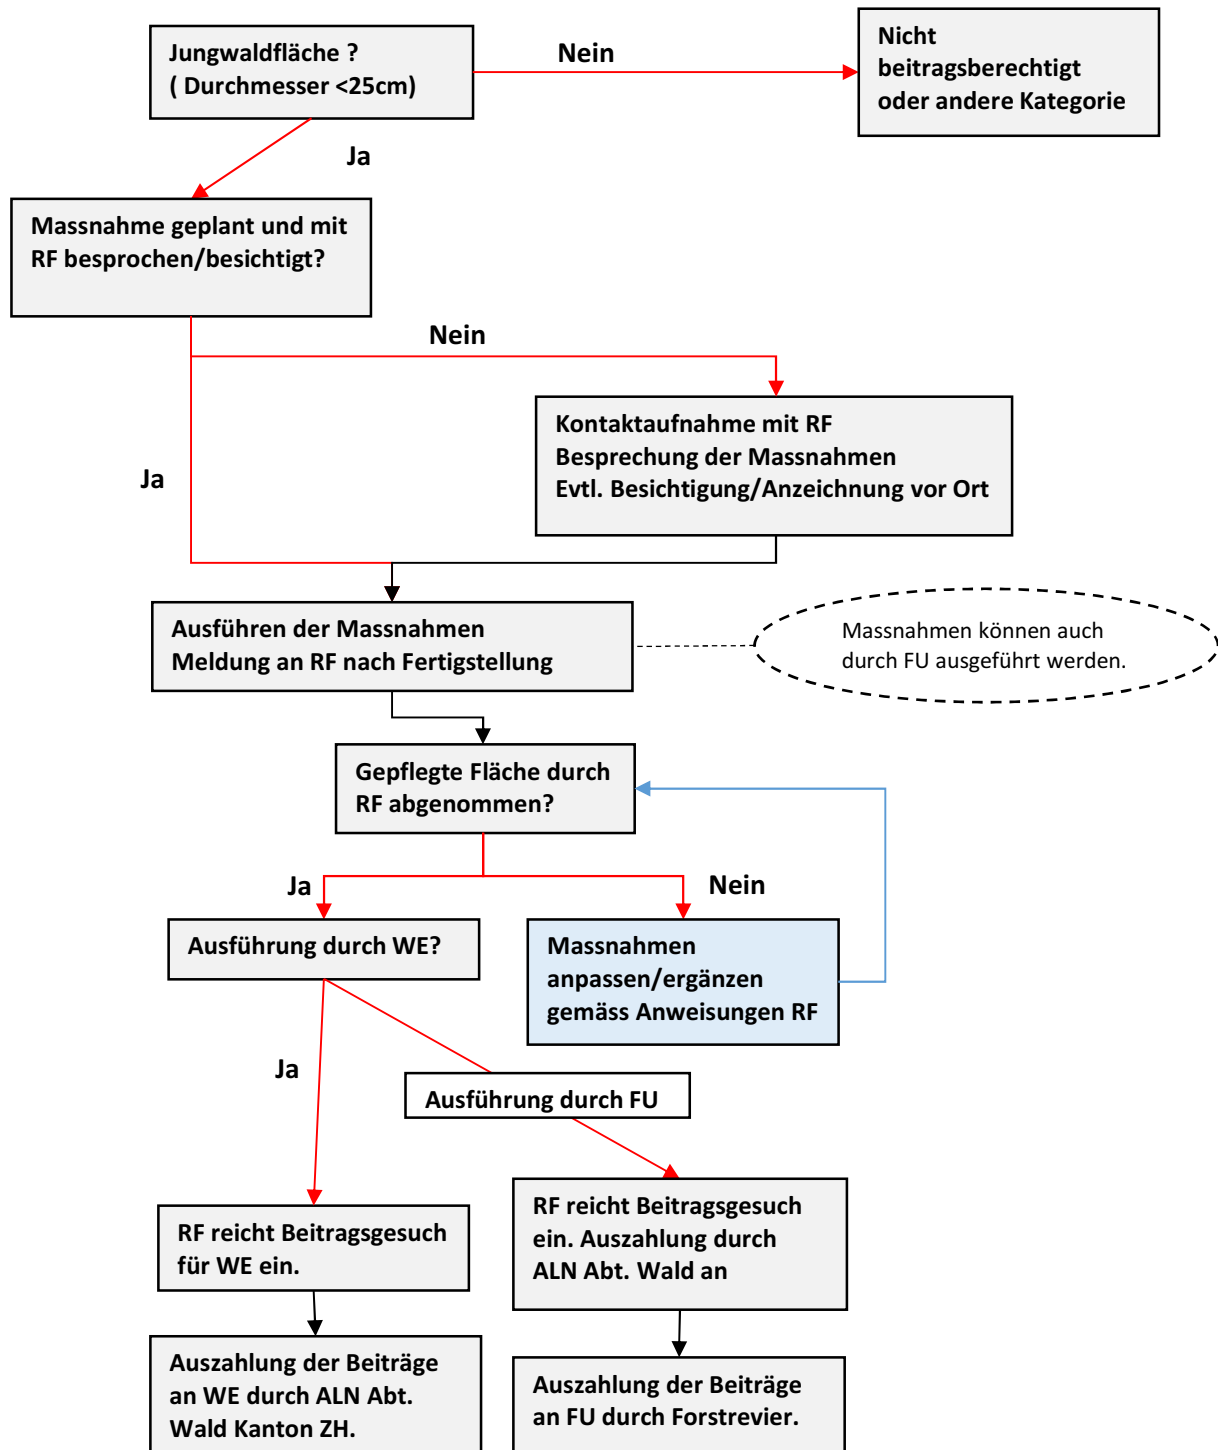 Jungwaldfläche ?
( Durchmesser <25cm)
Nein
Nicht
beitragsberechtigt
oder andere Kategorie
Ja
Massnahme geplant und mit
RF besprochen/besichtigt?
Nein
Ja
Kontaktaufnahme mit RF
Besprechung der Massnahmen
Evtl. Besichtigung/Anzeichnung vor Ort
Ausführen der Massnahmen
Meldung an RF nach Fertigstellung
Massnahmen können auch
durch FU ausgeführt werden.
Gepflegte Fläche durch
RF abgenommen?
Ja
Nein
Ausführung durch WE?
Massnahmen
anpassen/ergänzen
gemäss Anweisungen RF
Ja
Ausführung durch FU
RF reicht Beitragsgesuch
für WE ein.
RF reicht Beitragsgesuch
ein. Auszahlung durch
ALN Abt. Wald an
Auszahlung der Beiträge
an WE durch ALN Abt.
Wald Kanton ZH.
Auszahlung der Beiträge
an FU durch Forstrevier.